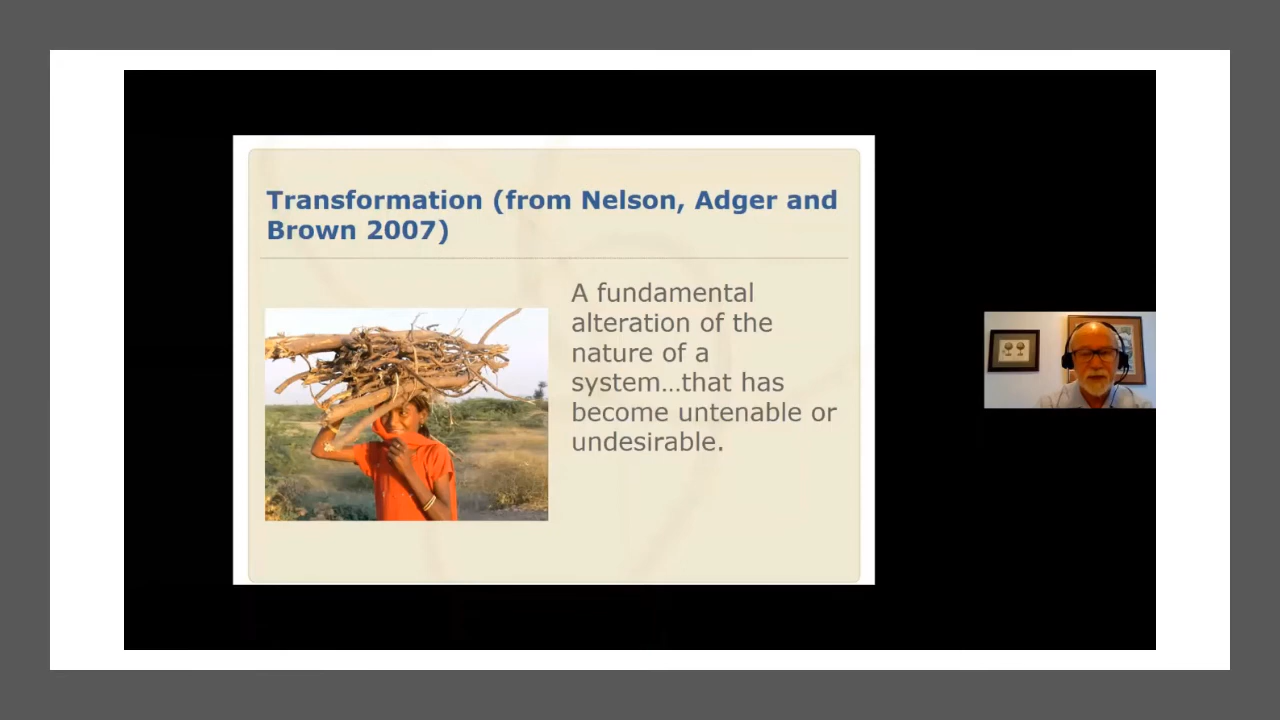 Transformation (from Nelson, Adger and
Brown 2007)
A fundamental
alteration of the
nature of a
system…that has
become untenable or
undesirable.